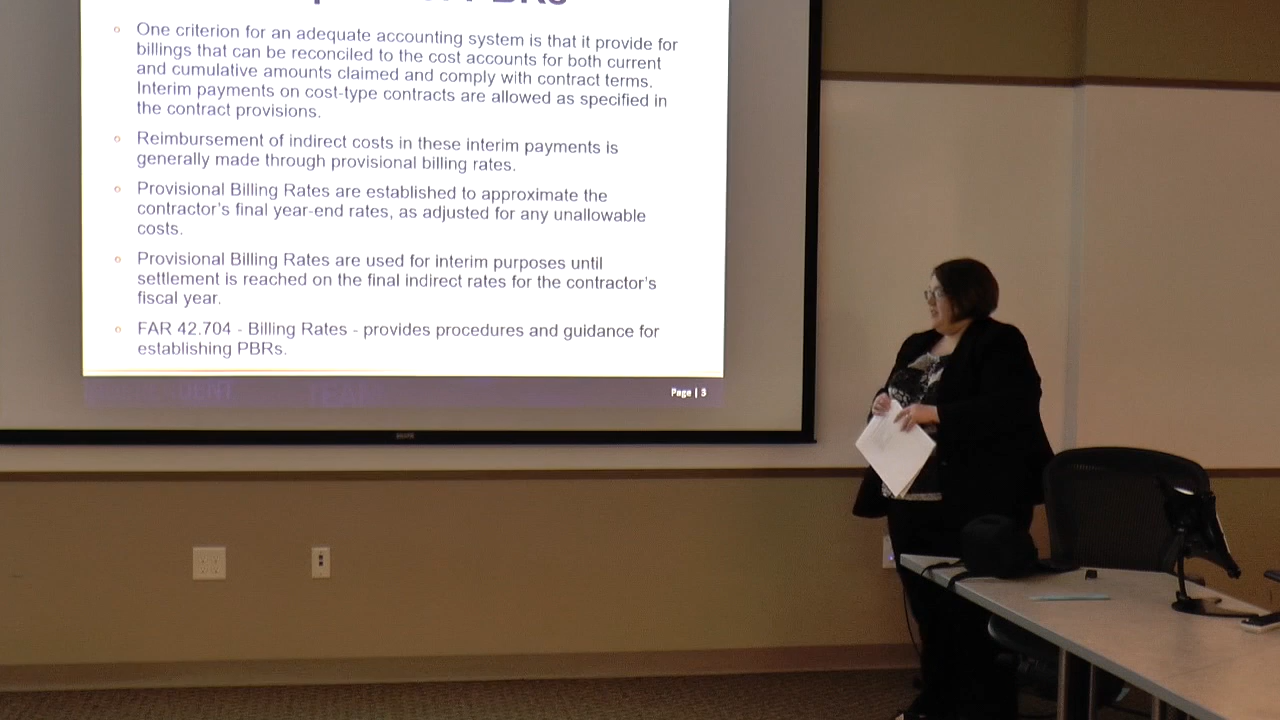 PBRs
One criterion for an adequate accounting system is that it provide for
billings that can be reconciled to the cost accounts for both current
and cumulative amounts claimed and comply with contract terms.
Interim payments on cost-type contracts are allowed as specified in
the contract provisions.
Reimbursement of indirect costs in these interim payments is
generally made through provisional billing rates.
Provisional Billing Rates are established to approximate the
contractor's final year-end rates, as adjusted for any unallowable
costs.
Provisional Billing Rates are used for interim purposes until
settlement is reached on the final indirect rates for the contractor's
fiscal year.
FAR 42.704 - Billing Rates - provides procedures and guidance for
establishing PBRs.
Page | 3